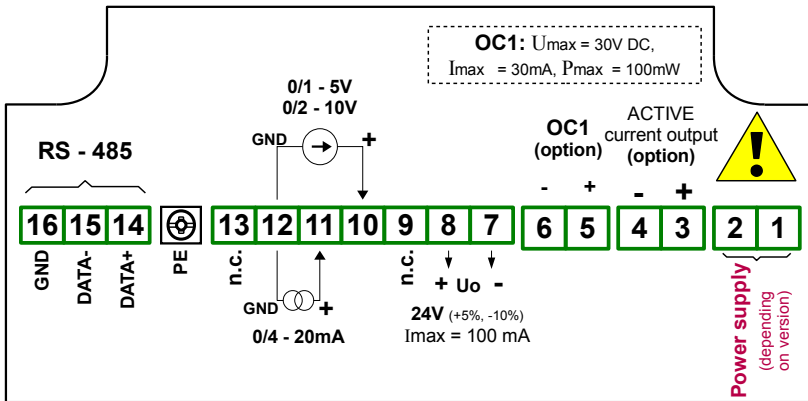 OC1: Umax = 30V DC,
Imax = 30mA, Pmax = 100mW
0/1 - 5V
0/2 - 10V
GND
+
RS - 485
OC1
(option)
- +
ACTIVE
current output
(option)
- +
16 15 14 PE 13 12 11 10 9 8 7 6 5 4 3 2 1
GND
DATA-
DATA+
n.c.
GND
+
0/4 - 20mA
n.c.
+ Uo -
24V (+5%, -10%)
Imax = 100 mA
Power supply
(depending
on version)